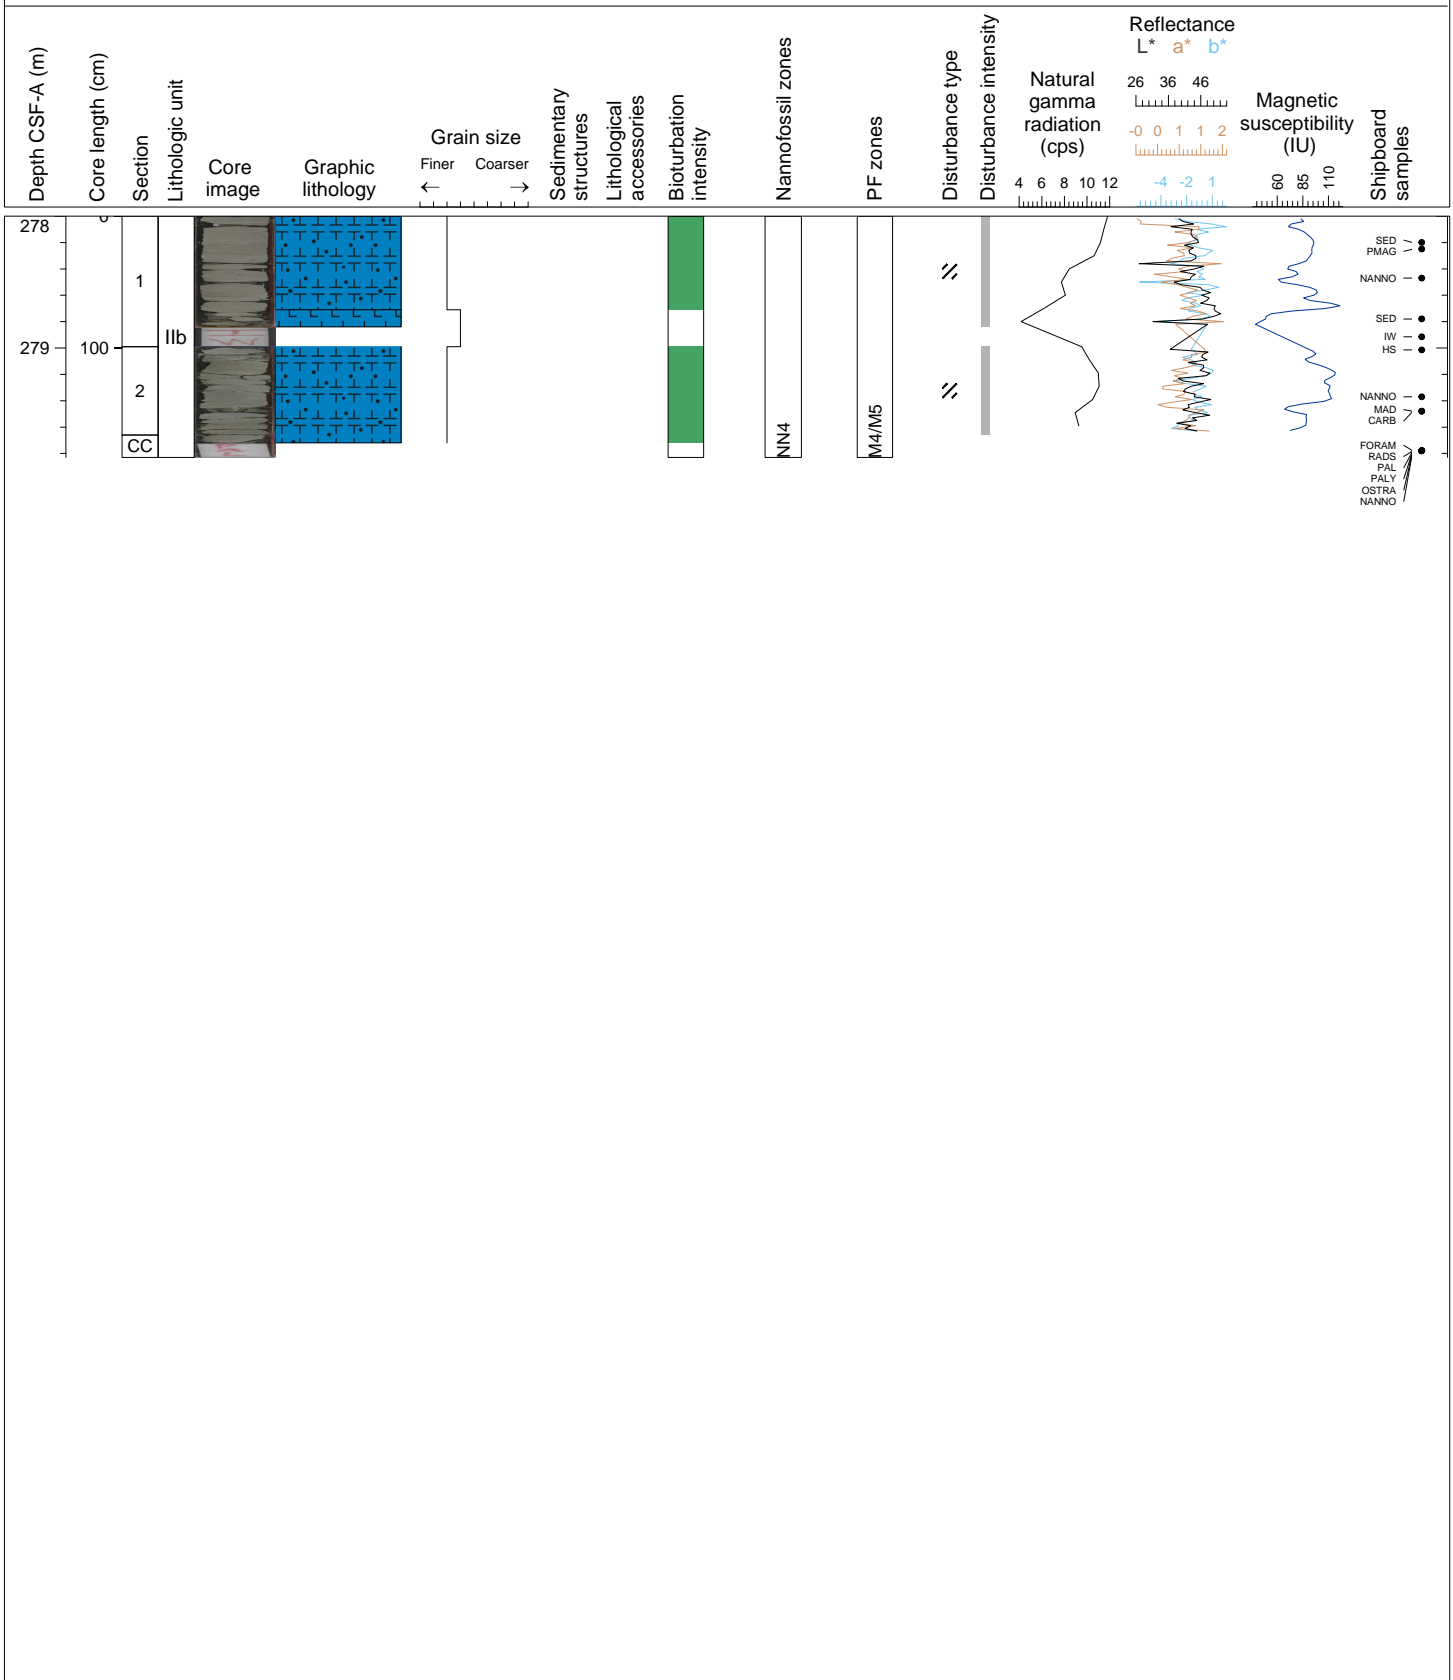 Depth CSF-A (m)
Core length (cm)
Section
Lithologic unit
Core
image
Graphic
lithology
Grain size
Finer Coarser
← →
Sedimentary
structures
Lithological
accessories
Bioturbation
intensity
Nannofossil zones
PF zones
Disturbance type
Disturbance intensity
Natural
gamma
radiation
(cps)
4 6 8 10 12
Reflectance
L* a* b*
26 36 46
-0 0 1 1 2
-4 -2 1
Magnetic
susceptibility
(IU)
60 85 110
Shipboard
samples
278
279
0
100
1
2
CC
IIb
NN4
M4/M5
SED
PMAG
NANNO
SED
IW
HS
NANNO
MAD
CARB
FORAM
RADS
PAL
PALY
OSTRA
NANNO